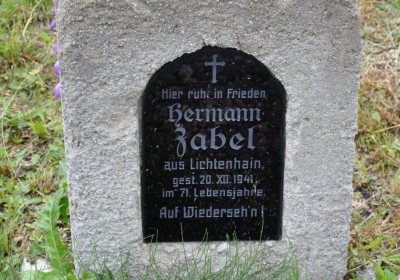 Hier ruht in Frieden,
Hermann
Zabel
aus Lichtenhain,
gest. 20. XII. 1941
im 71. Lebensjahre.
Auf Wiederseh'n!